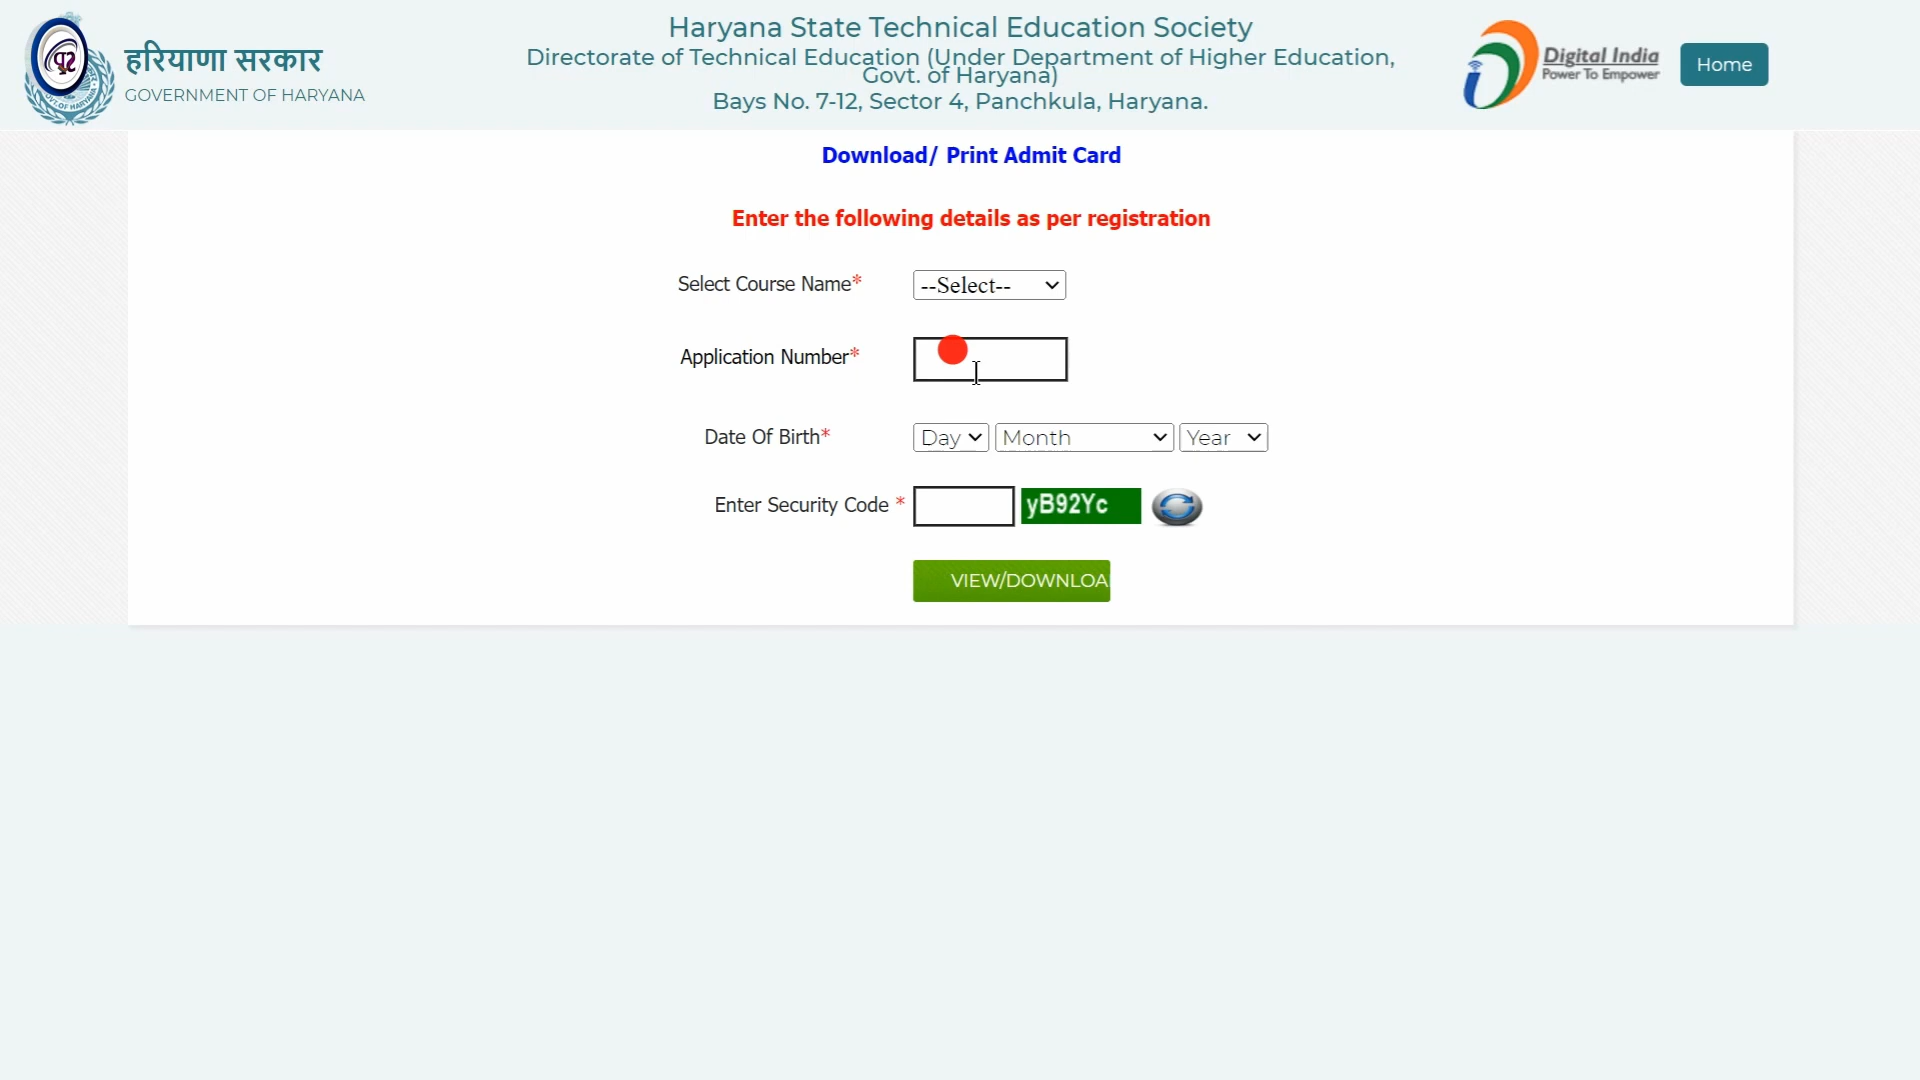 हरियाणा सरकार
GOVERNMENT OF HARYANA
Haryana State Technical Education Society
Directorate of Technical Education (Under Department of Higher Education,
Govt. of Haryana)
Bays No. 7-12, Sector 4, Panchkula, Haryana.
Digital India
Power To Empower
Home
Download/ Print Admit Card
Enter the following details as per registration
Select Course Name*
--Select--
Application Number*
Date Of Birth*
Day
Month
Year
Enter Security Code *
yB92Yc
VIEW/DOWNLOA